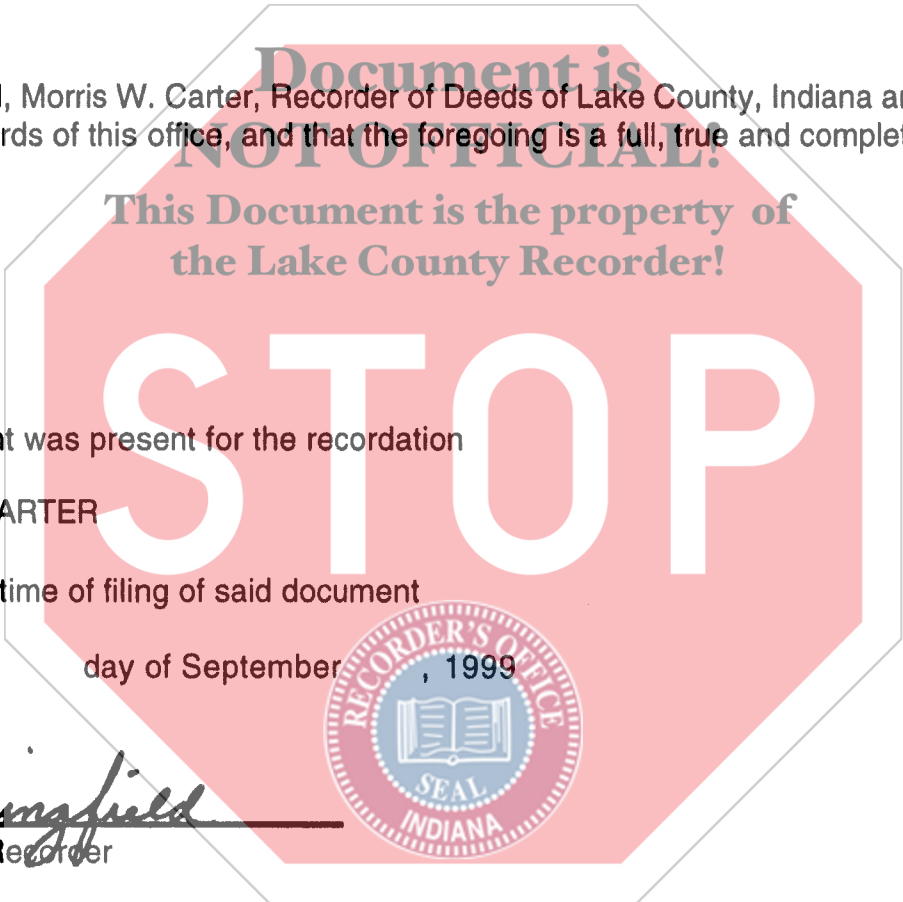 Document is
I, Morris W. Carter, Recorder of Deeds of Lake County, Indiana
rds of this office, and that the foregoing is a full, true and
NOT OFFICIAL!
This Document is the property of
the Lake County Recorder!
STOP
was present for the recordation
ARTER
time of filing of said document
day of September , 1999
RECORDER'S OFFICE
SEAL
INDIANA
ingfield
Recorder